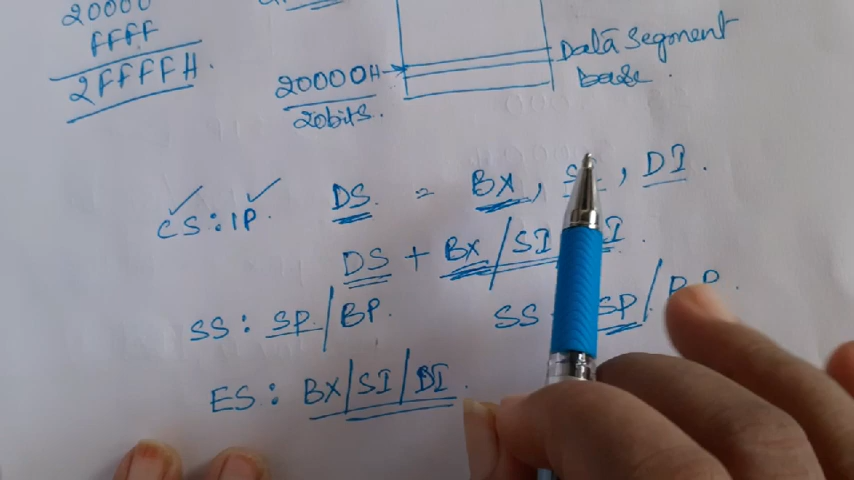 20000
FFFF
2FFFFH.
20000H
20bits.
Data Segment
base.
CS:IP.
DS = BX, , DI.
DS + BX/SI
SS: SP/BP.
SS SP/
ES: BX/SI/DI.